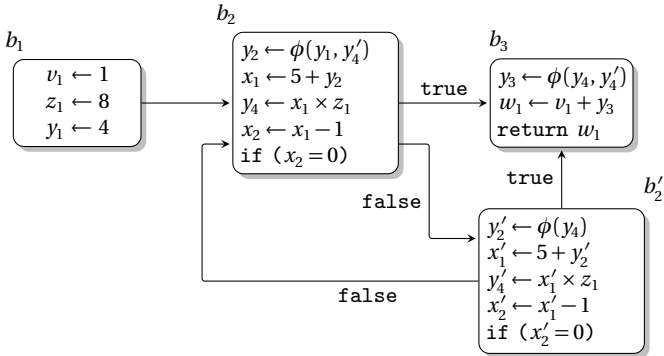 b₁
v₁ ← 1
z₁ ← 8
y₁ ← 4
b₂
y₂ ← ϕ(y₁, y₄′)
x₁ ← 5 + y₂
y₄ ← x₁ × z₁
x₂ ← x₁ − 1
if (x₂ = 0)
true
false
b₃
y₃ ← ϕ(y₄, y₄′)
w₁ ← v₁ + y₃
return w₁
true
b₂′
y₂′ ← ϕ(y₄)
x₁′ ← 5 + y₂′
y₄′ ← x₁′ × z₁
x₂′ ← x₁′ − 1
if (x₂′ = 0)
false